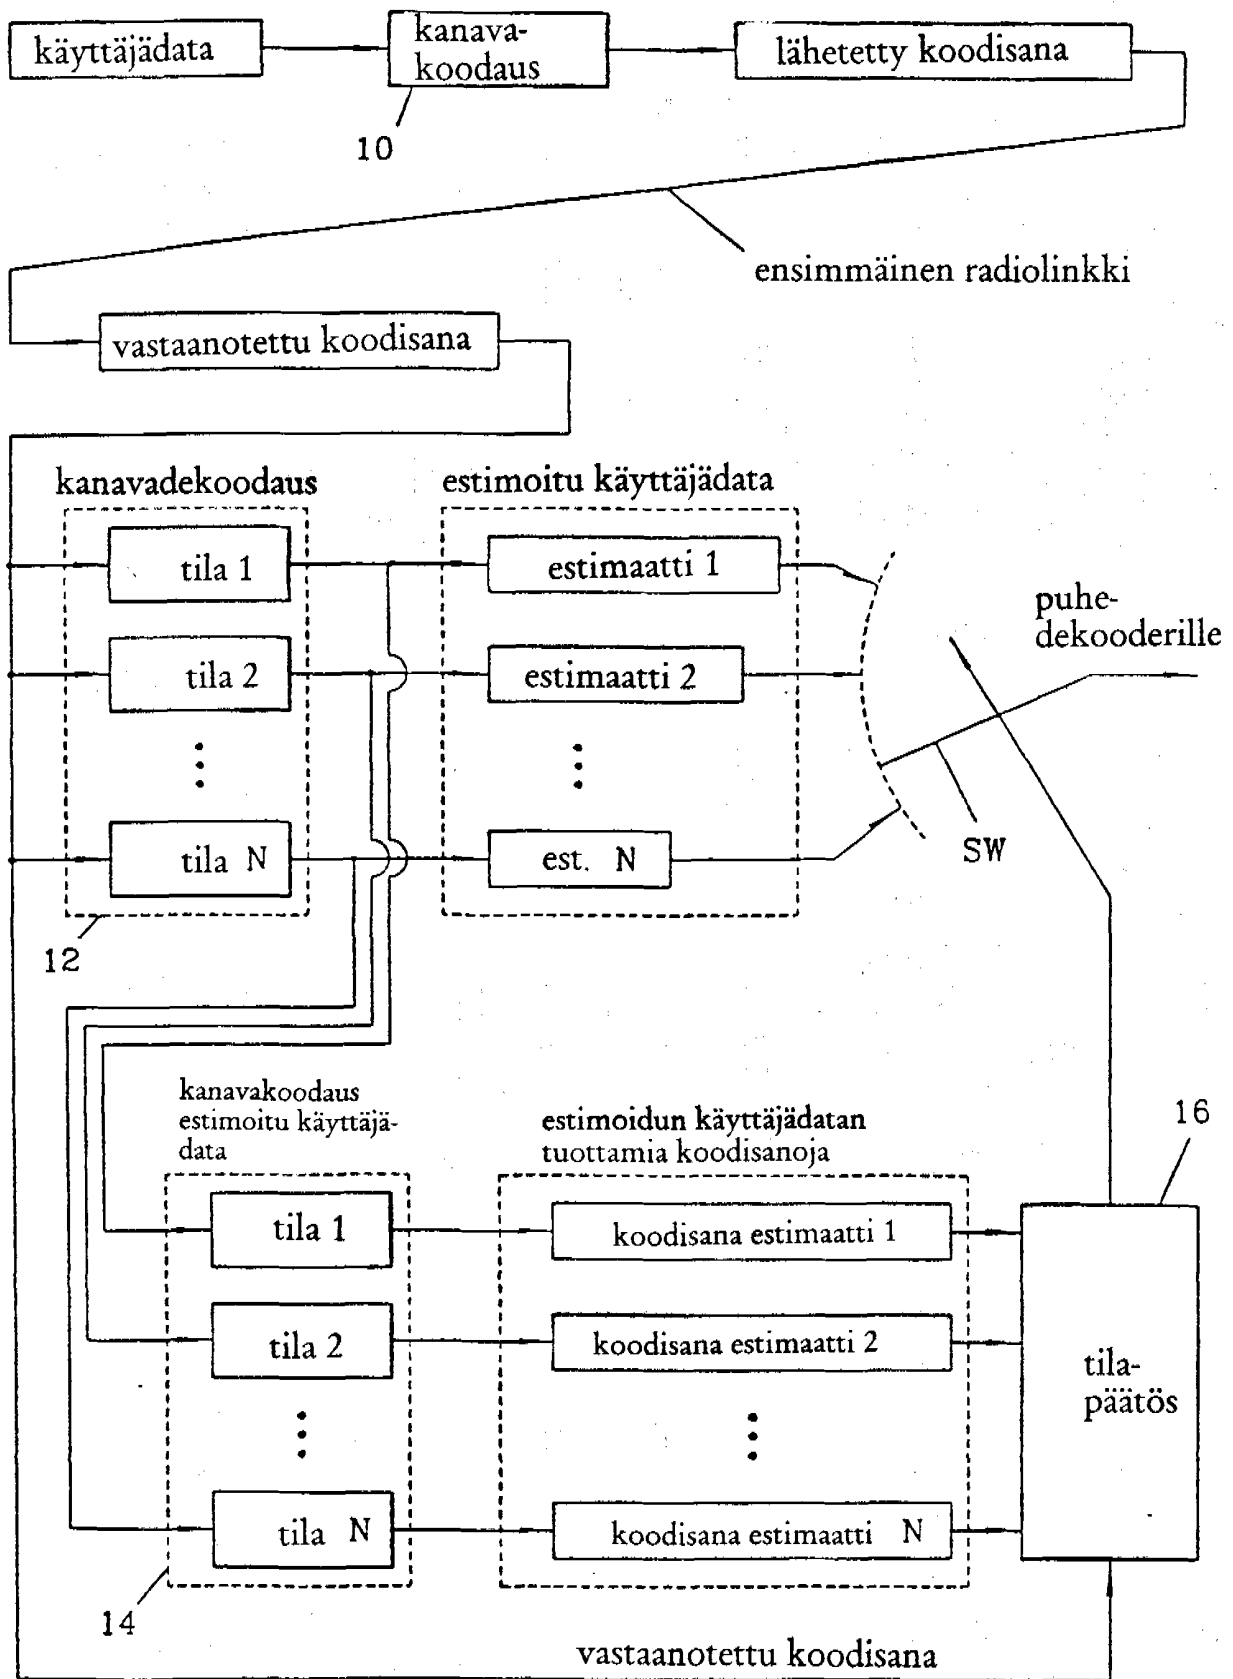 käyttäjädata
kanava-
koodaus
lähetetty koodisana
10
ensimmäinen radiolinkki
vastaanotettu koodisana
kanavadekoodaus
estimoitu käyttäjädata
tila 1
estimaatti 1
puhe-
dekooderille
tila 2
estimaatti 2
tila N
est. N
SW
12
kanavakoodaus
estimoitu käyttäjä-
data
estimoidun käyttäjädatan
tuottamia koodisanoja
16
tila 1
koodisana estimaatti 1
tila 2
koodisana estimaatti 2
tila-
päätös
tila N
koodisana estimaatti N
14
vastaanotettu koodisana